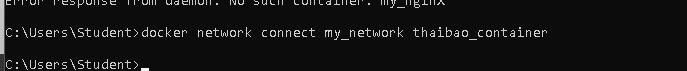 Error response from daemon: No such container: my_nginx
C:\Users\Student>docker network connect my_network thaibao_container
C:\Users\Student>